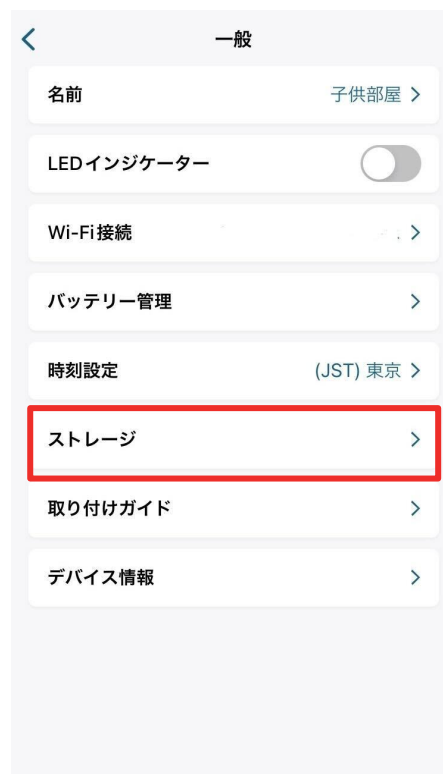 一般
名前 子供部屋
LEDインジケーター
Wi-Fi接続
バッテリー管理
時刻設定 (JST) 東京
ストレージ
取り付けガイド
デバイス情報